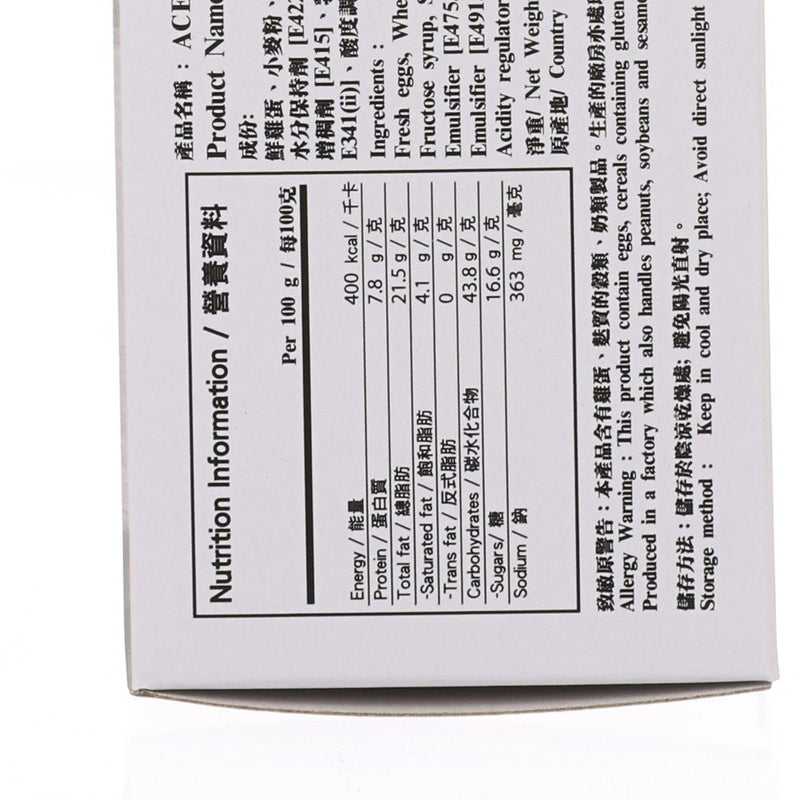 產品名稱： ACE
Product Name
成份:
鮮雞蛋、小麥粉、
水分保持劑 [E422
增稠劑 [E415]、
E341(ii)]、酸度調
Ingredients :
Fresh eggs, Whe
Fructose syrup, S
Emulsifier [E475
Emulsifier [E491
Acidity regulator
淨重/ Net Weigh
原產地/ Country
Nutrition Information / 營養資料
Per 100 g / 每100克
Energy / 能量 400 kcal / 千卡
Protein / 蛋白質 7.8 g / 克
Total fat / 總脂肪 21.5 g / 克
-Saturated fat / 飽和脂肪 4.1 g / 克
-Trans fat / 反式脂肪 0 g / 克
Carbohydrates / 碳水化合物 43.8 g / 克
-Sugars/ 糖 16.6 g / 克
Sodium / 鈉 363 mg / 毫克
致敏原警告：本產品含有雞蛋、麩質的穀類、奶類製品。生產的廠房亦處
Allergy Warning : This product contain eggs, cereals containing gluten
Produced in a factory which also handles peanuts, soybeans and sesame
儲存方法：儲存於陰涼乾燥處; 避免陽光直射。
Storage method : Keep in cool and dry place; Avoid direct sunlight